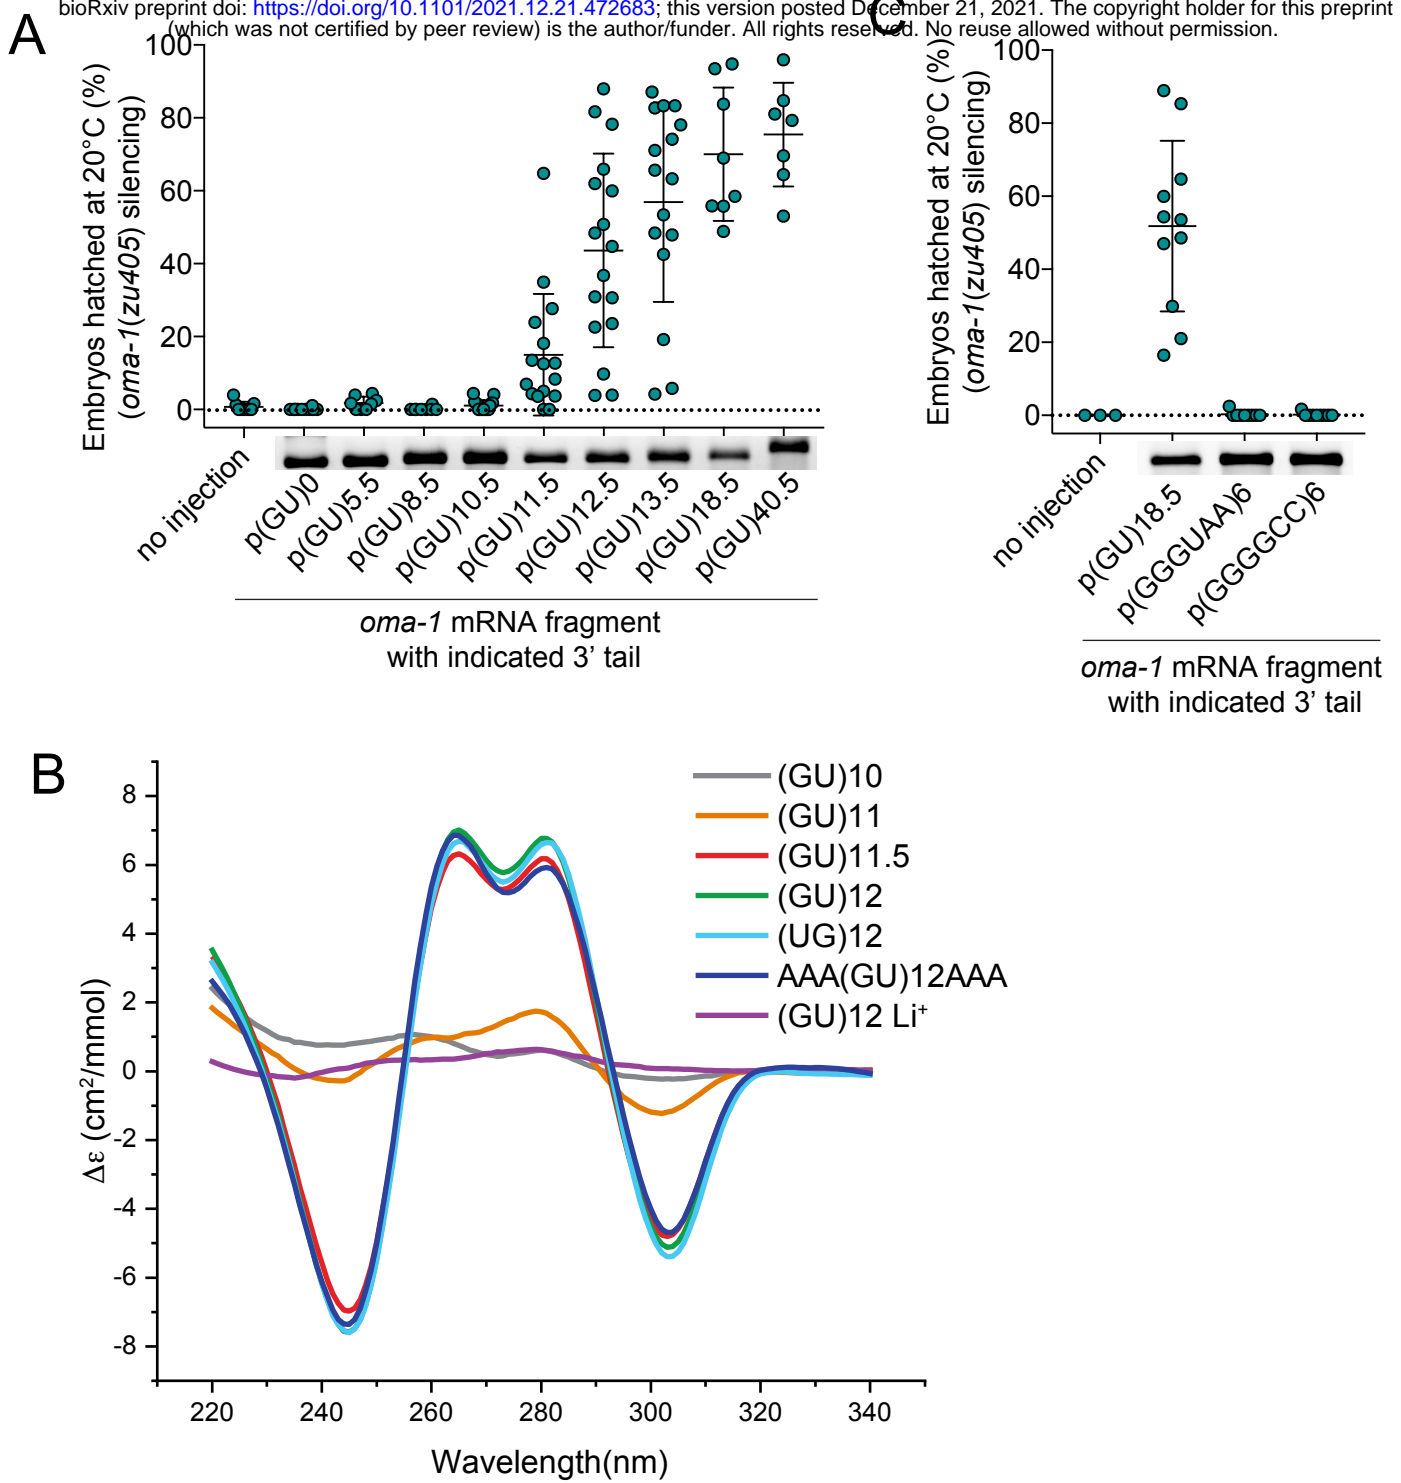 bioRxiv preprint doi: https://doi.org/10.1101/2021.12.21.472683; this version posted December 21, 2021. The copyright holder for this preprint
(which was not certified by peer review) is the author/funder. All rights reserved. No reuse allowed without permission.
A
Embryos hatched at 20°C (%)
(oma-1(zu405) silencing)
100
80
60
40
20
0
no injection
p(GU)0
p(GU)5.5
p(GU)8.5
p(GU)10.5
p(GU)11.5
p(GU)12.5
p(GU)13.5
p(GU)18.5
p(GU)40.5
oma-1 mRNA fragment
with indicated 3' tail
C
Embryos hatched at 20°C (%)
(oma-1(zu405) silencing)
100
80
60
40
20
0
no injection
p(GU)18.5
p(GGGUAA)6
p(GGGGCC)6
oma-1 mRNA fragment
with indicated 3' tail
B
Δε (cm²/mmol)
8
6
4
2
0
-2
-4
-6
-8
220
240
260
280
300
320
340
Wavelength(nm)
(GU)10
(GU)11
(GU)11.5
(GU)12
(UG)12
AAA(GU)12AAA
(GU)12 Li⁺